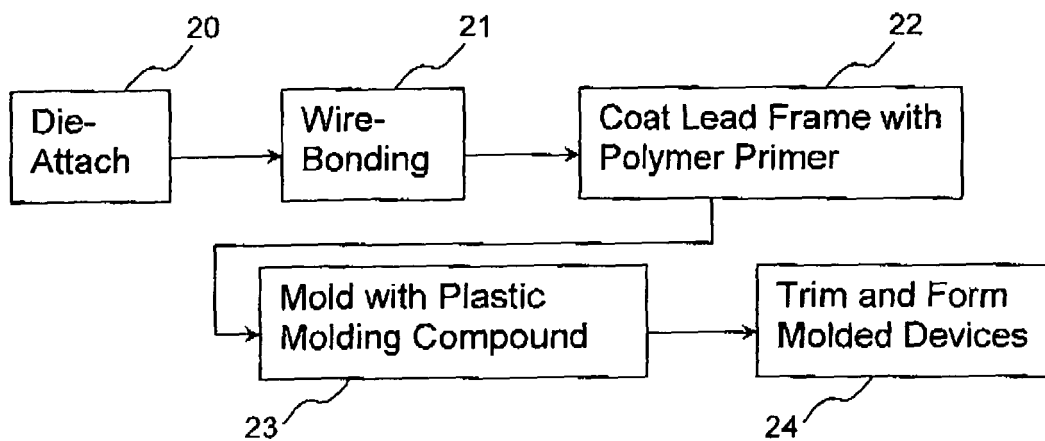 20
21
22
Die-
Attach
Wire-
Bonding
Coat Lead Frame with
Polymer Primer
Mold with Plastic
Molding Compound
Trim and Form
Molded Devices
23
24